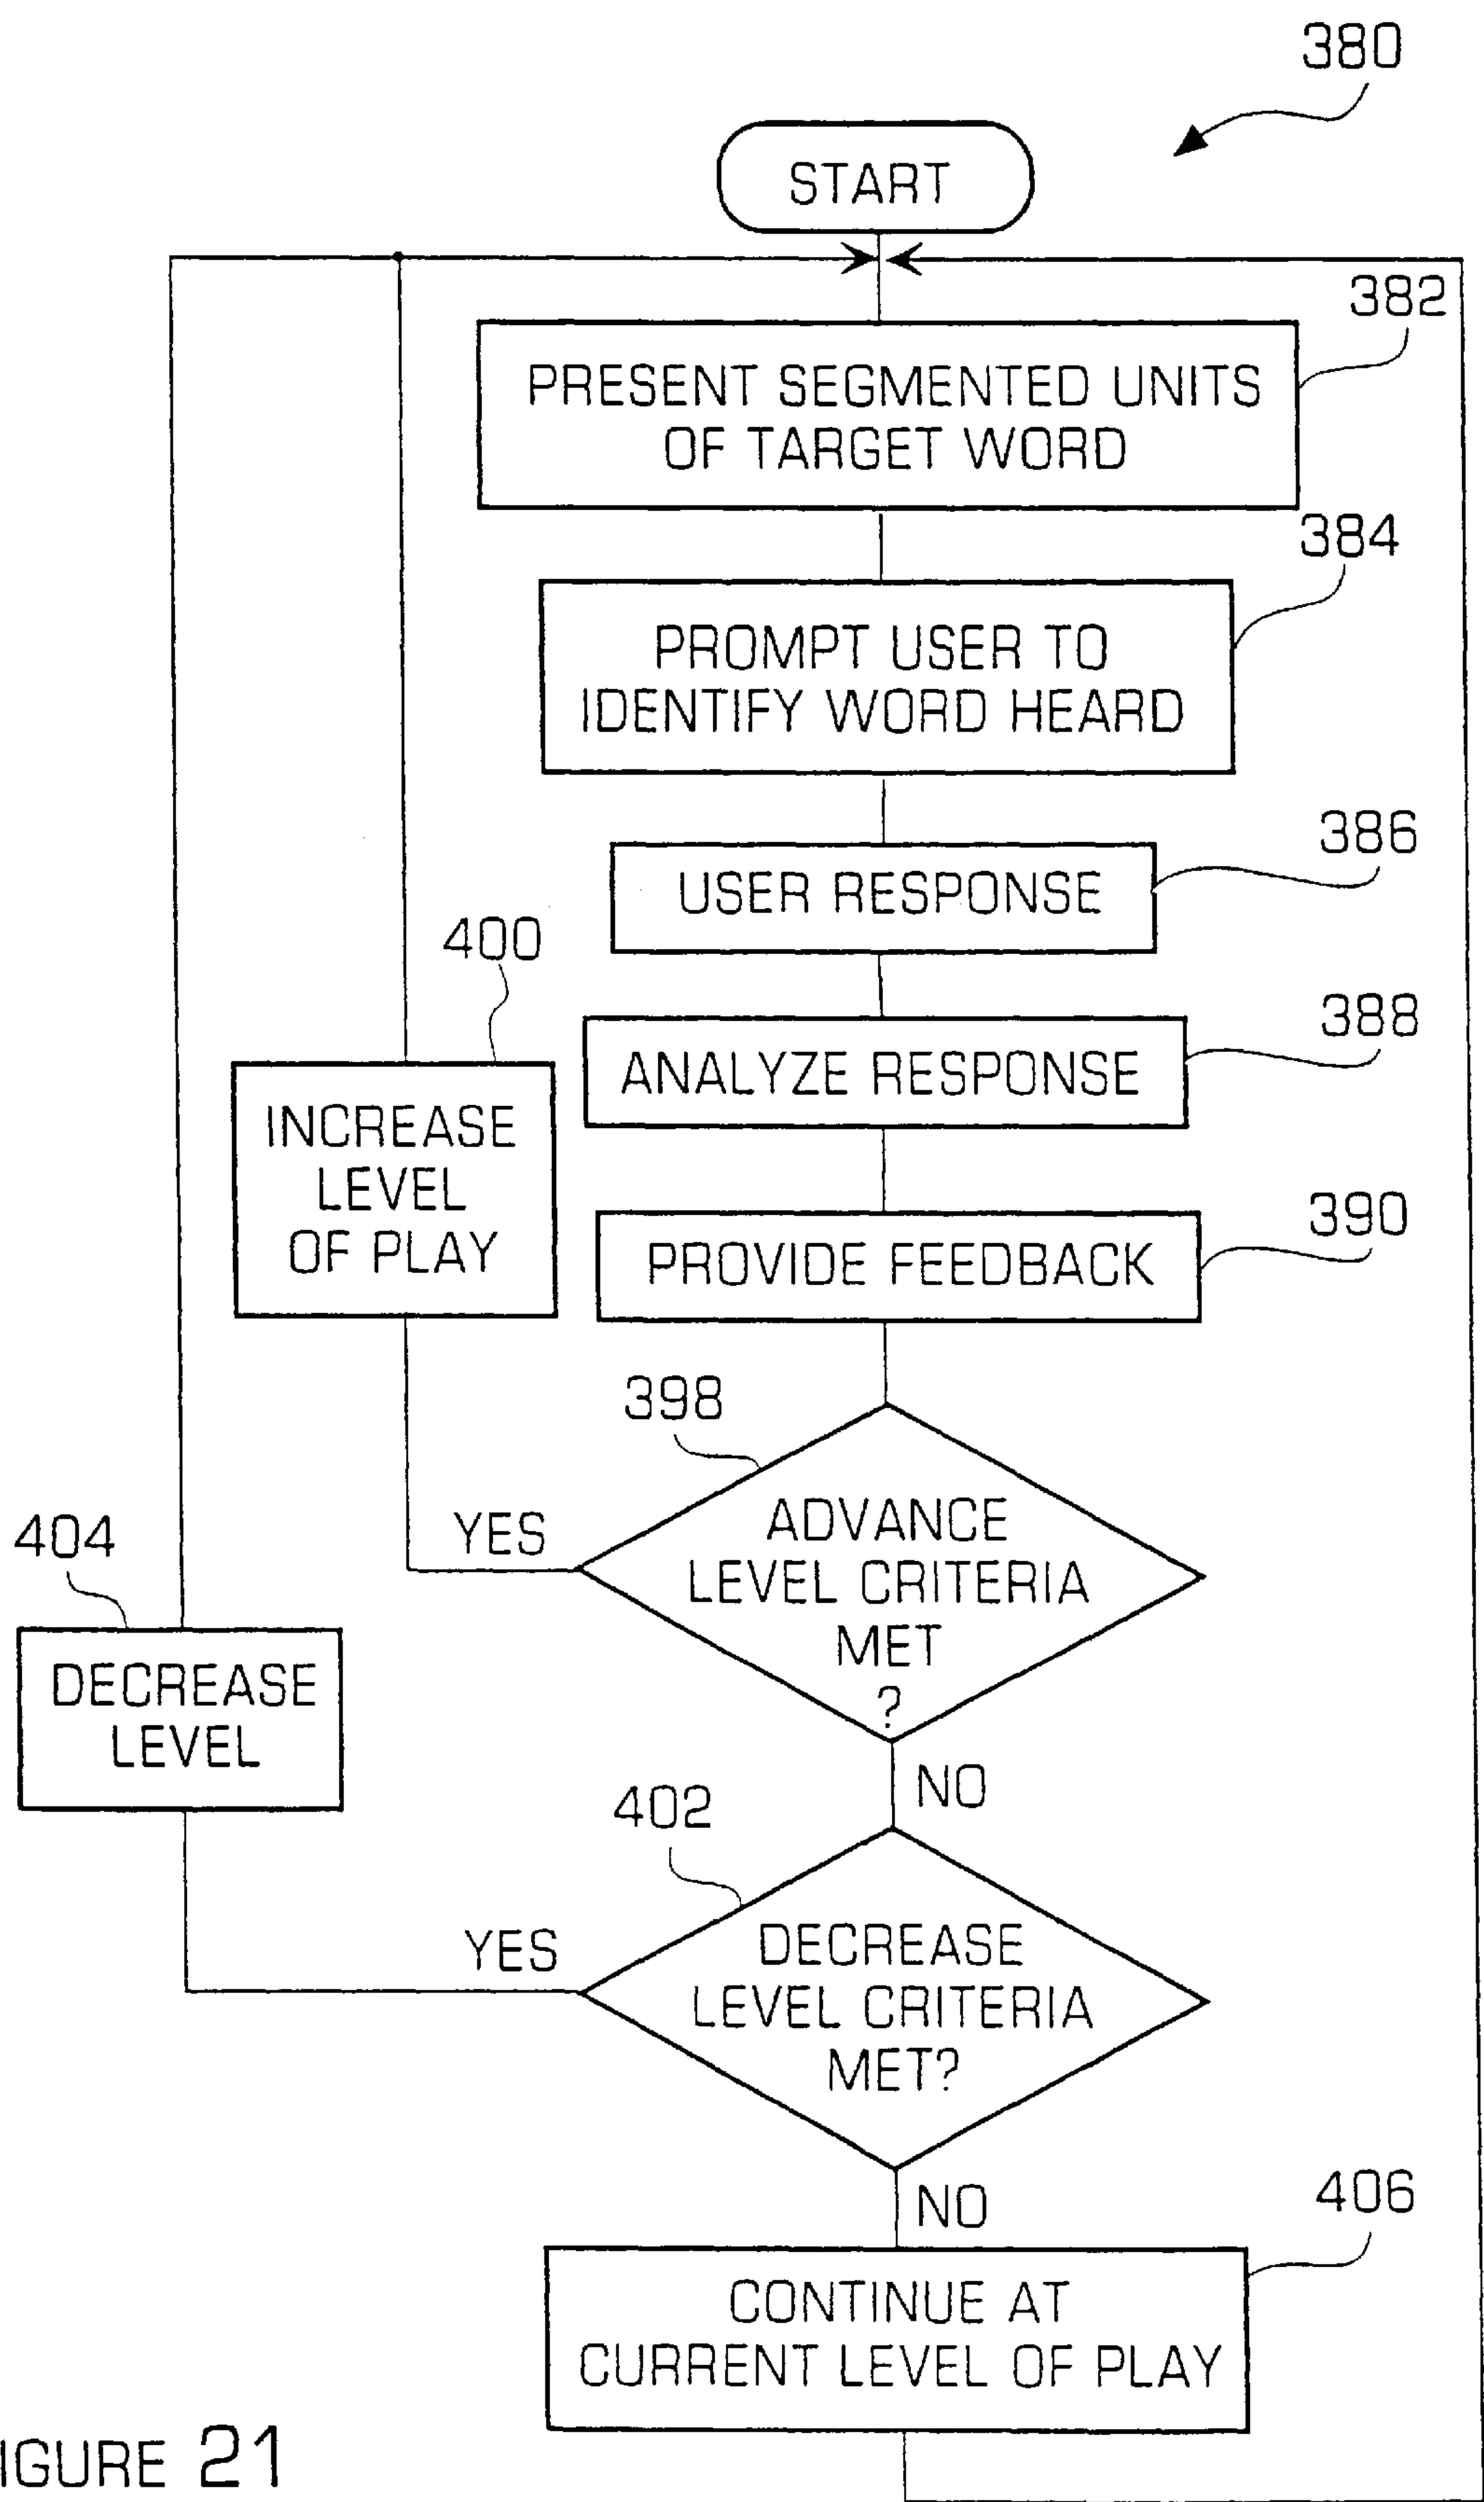 380
START
382
PRESENT SEGMENTED UNITS
OF TARGET WORD
384
PROMPT USER TO
IDENTIFY WORD HEARD
386
USER RESPONSE
400
388
ANALYZE RESPONSE
INCREASE
LEVEL
OF PLAY
390
PROVIDE FEEDBACK
398
ADVANCE
LEVEL CRITERIA
MET
?
YES
404
DECREASE
LEVEL
NO
402
DECREASE
LEVEL CRITERIA
MET?
YES
NO
406
CONTINUE AT
CURRENT LEVEL OF PLAY
IGURE 21